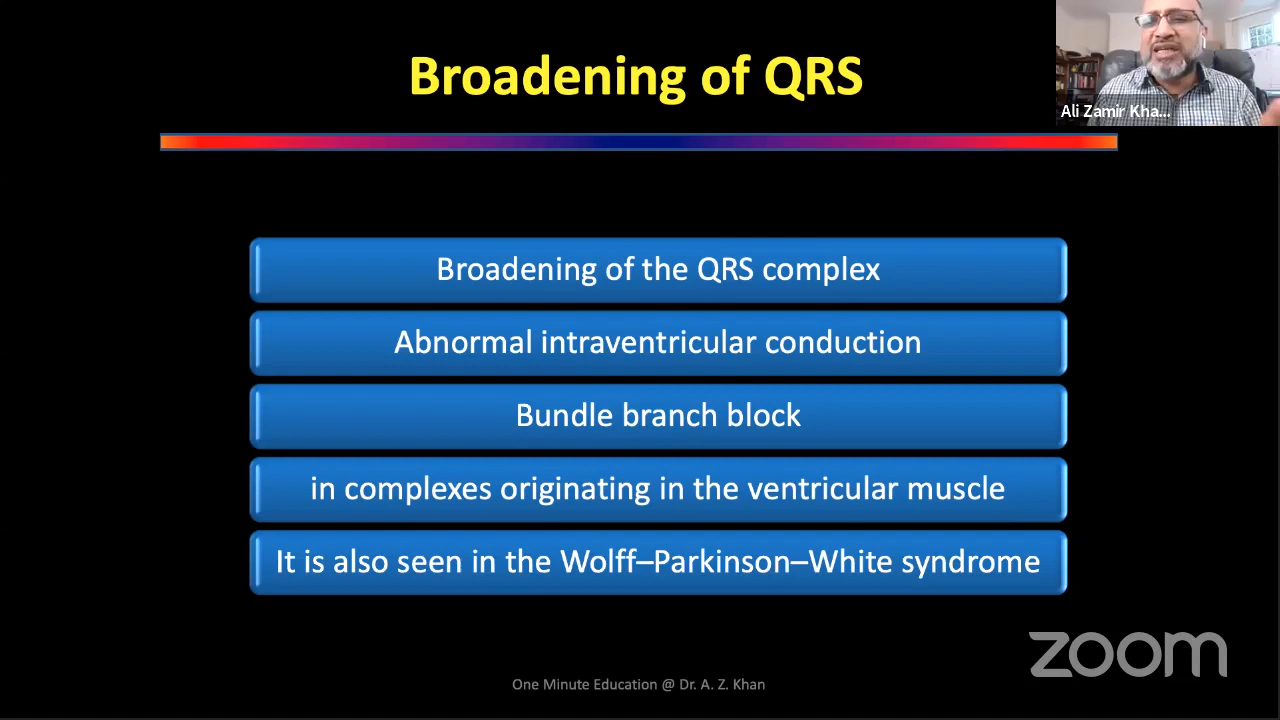 Broadening of QRS
Ali Zamir Kha...
Broadening of the QRS complex
Abnormal intraventricular conduction
Bundle branch block
in complexes originating in the ventricular muscle
It is also seen in the Wolff–Parkinson–White syndrome
zoom
One Minute Education @ Dr. A. Z. Khan